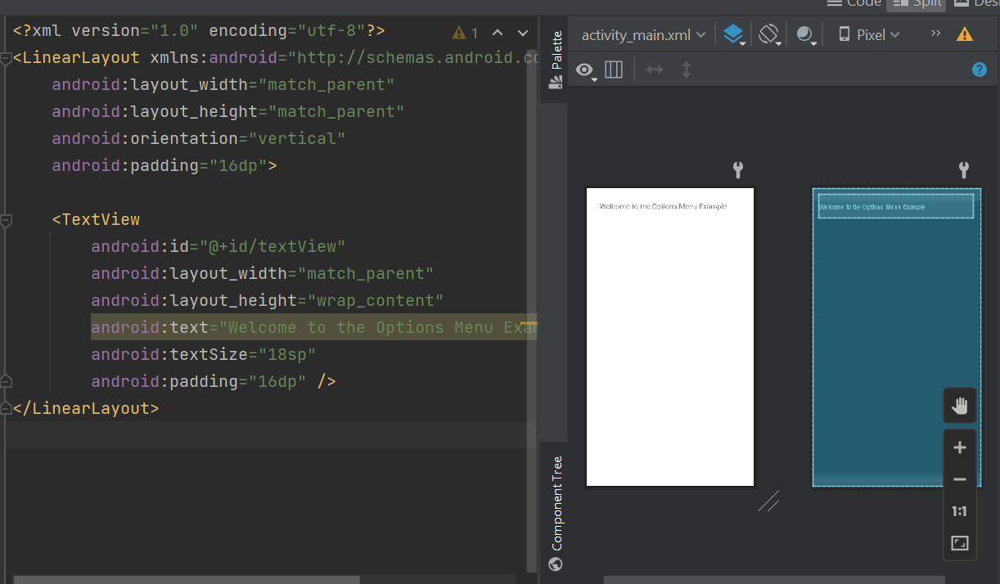 Code Split Des
<?xml version="1.0" encoding="utf-8"?>
1
<LinearLayout xmlns:android="http://schemas.android.co
android:layout_width="match_parent"
android:layout_height="match_parent"
android:orientation="vertical"
android:padding="16dp">
<TextView
android:id="@+id/textView"
android:layout_width="match_parent"
android:layout_height="wrap_content"
android:text="Welcome to the Options Menu Exam
android:textSize="18sp"
android:padding="16dp" />
</LinearLayout>
Palette
Component Tree
activity_main.xml
Pixel
?
Welcome to the Options Menu Example
Welcome to the Options Menu Example
1:1